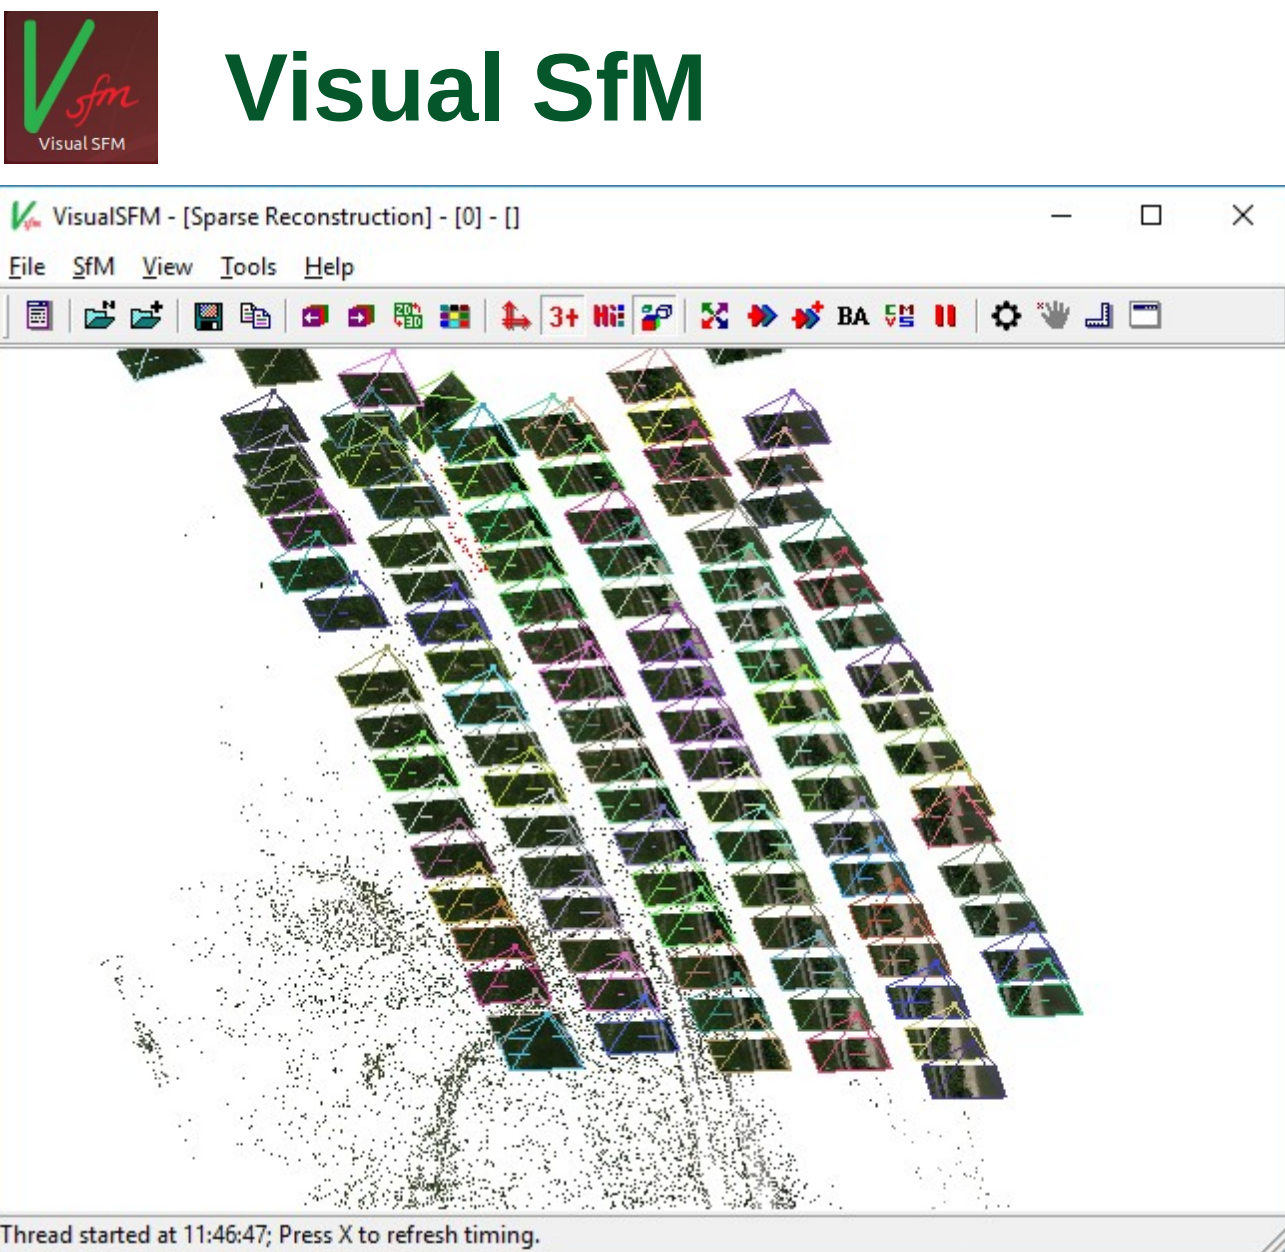 Visual SfM
sfm
Visual SFM
VisualSFM - [Sparse Reconstruction] - [0] - []
File SfM View Tools Help
3+ BA
Thread started at 11:46:47; Press X to refresh timing.